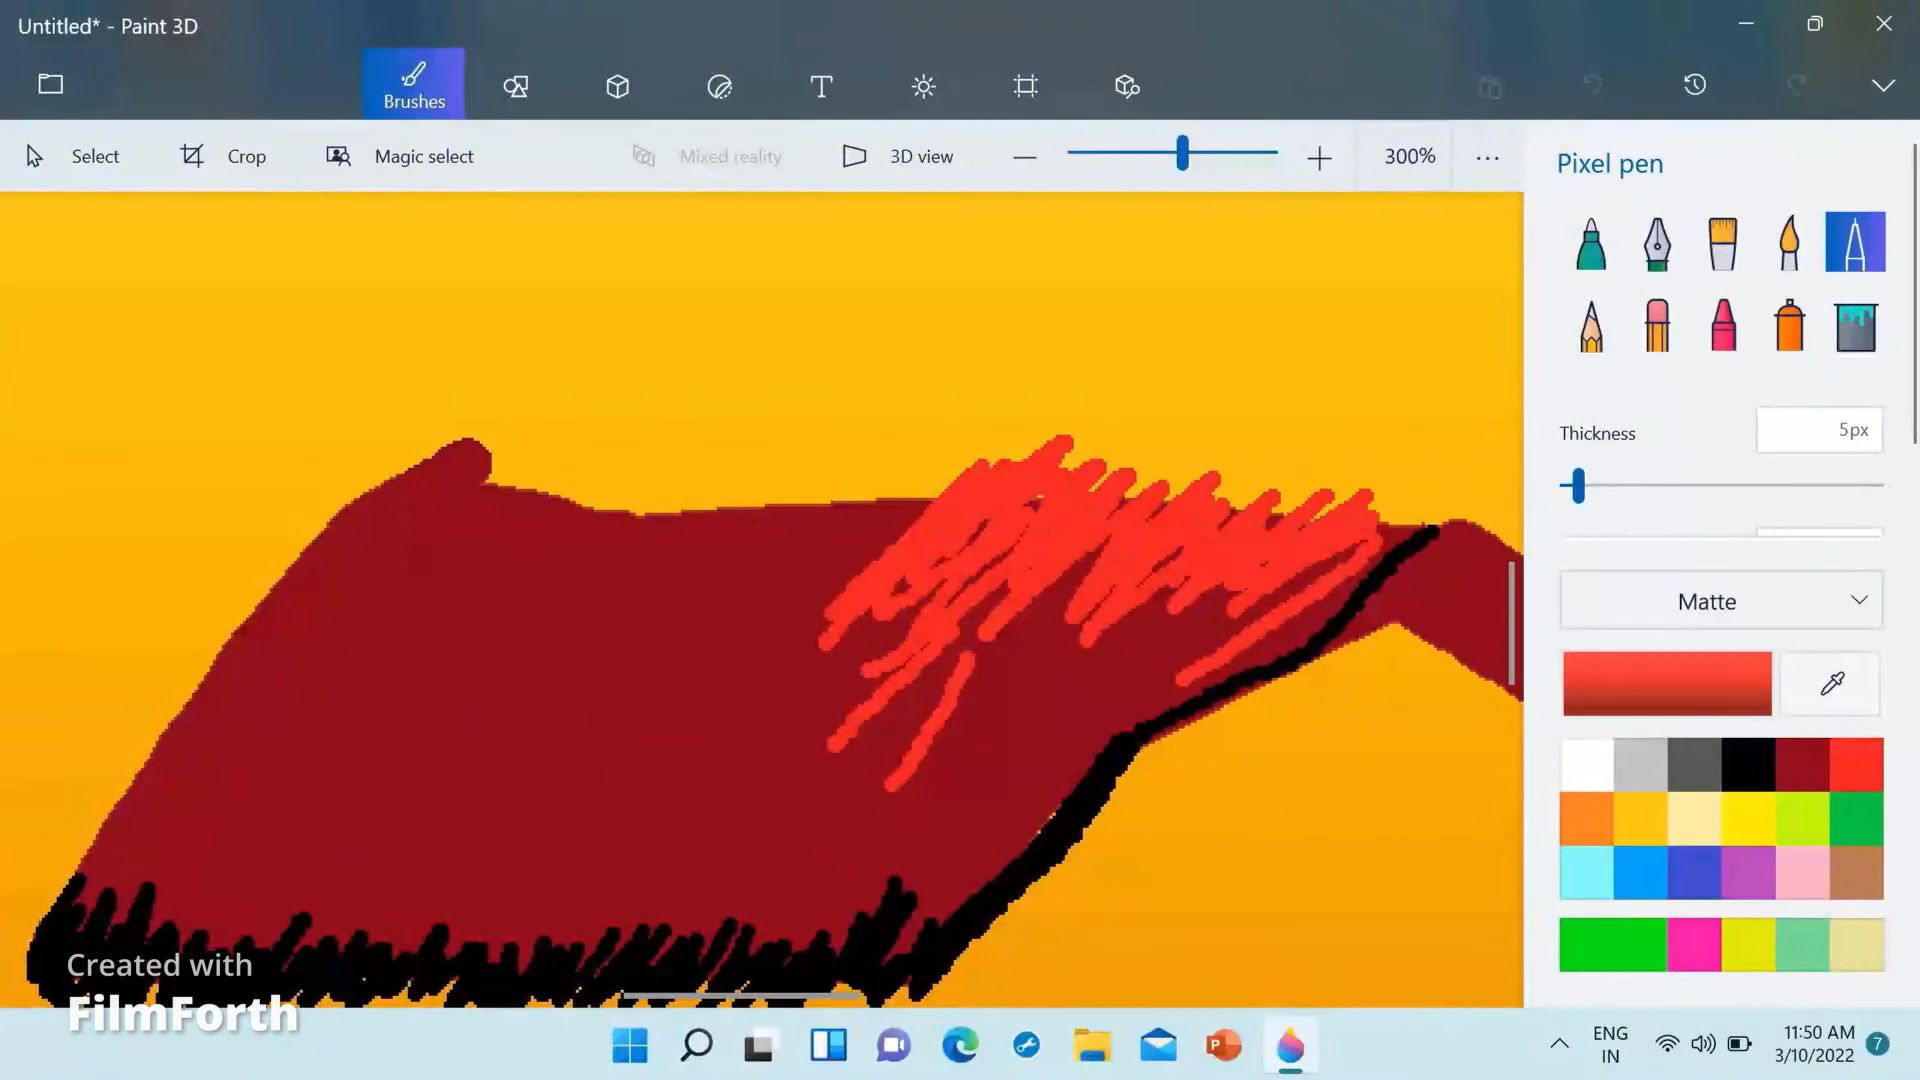 Untitled* - Paint 3D
Brushes
Select
Crop
Magic select
Mixed reality
3D view
300%
Pixel pen
Thickness
5px
Matte
Created with
FilmForth
P
ENG
IN
11:50 AM
3/10/2022
7